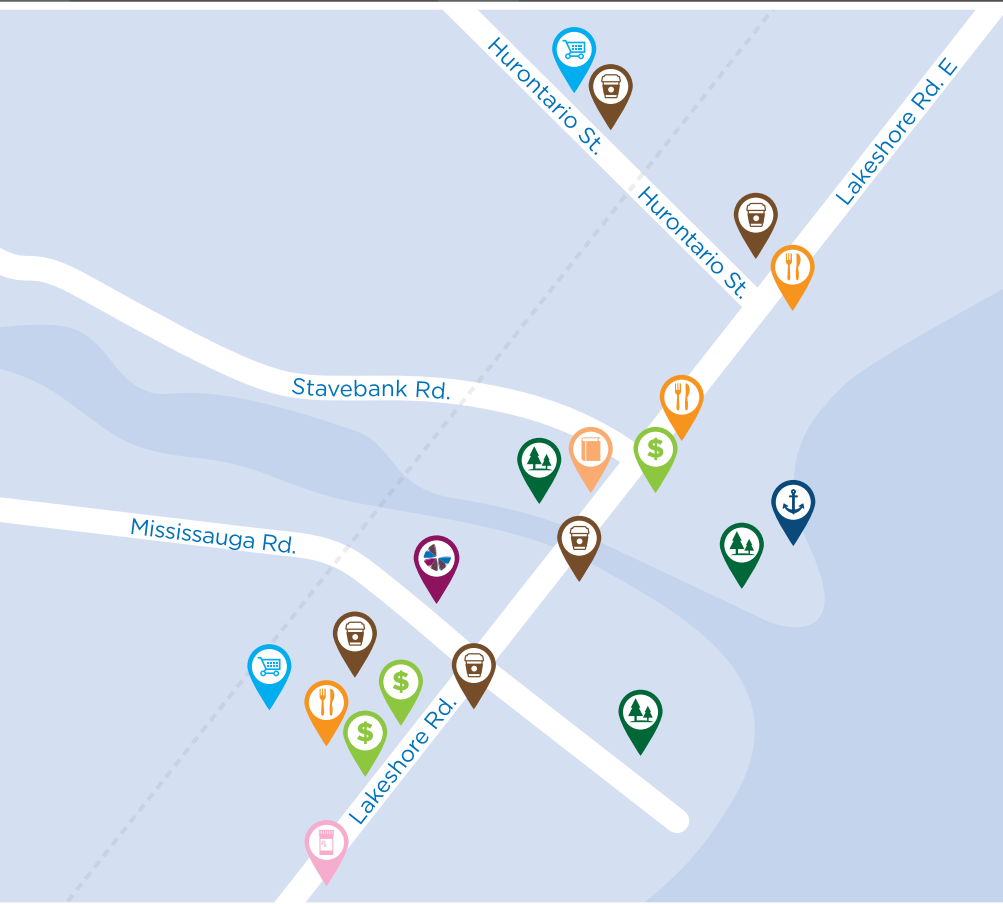 Hurontario St.
Lakeshore Rd. E
Hurontario St.
Stavebank Rd.
$
Mississauga Rd.
$
$
Lakeshore Rd.